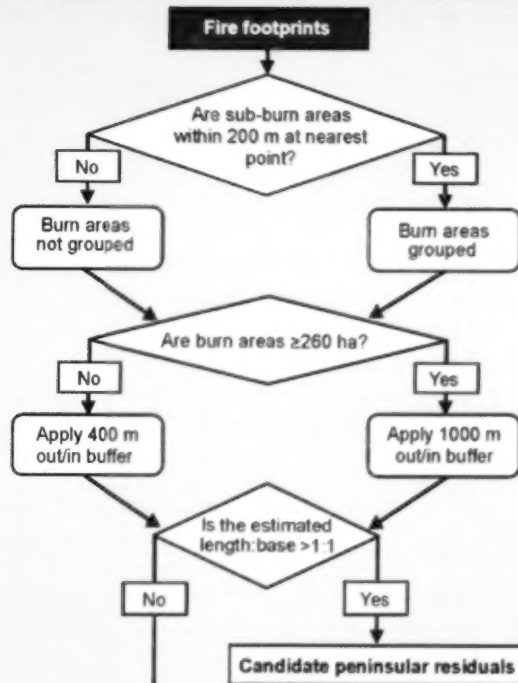 Fire footprints
Are sub-burn areas
within 200 m at nearest
point?
No
Yes
Burn areas
not grouped
Burn areas
grouped
Are burn areas ≥260 ha?
No
Yes
Apply 400 m
out/in buffer
Apply 1000 m
out/in buffer
Is the estimated
length:base >1:1
No
Yes
Candidate peninsular residuals